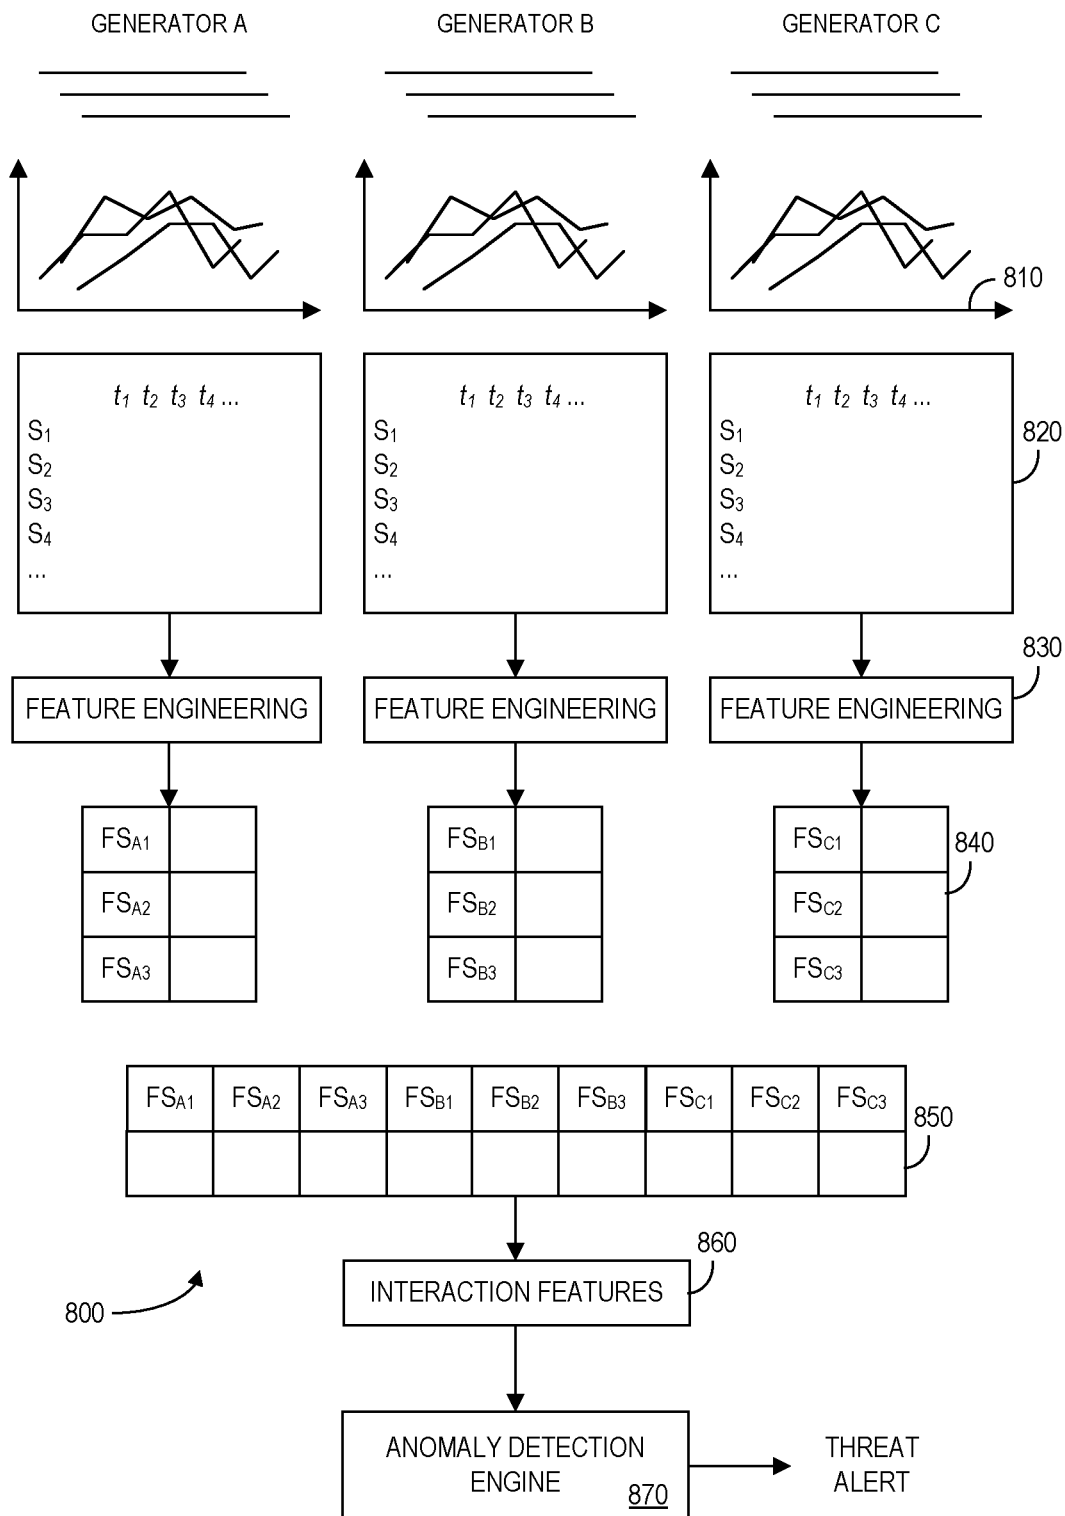 GENERATOR A GENERATOR B GENERATOR C
810
t1 t2 t3 t4 ... t1 t2 t3 t4 ... t1 t2 t3 t4 ...
S1 S1 S1
820
S2 S2 S2
S3 S3 S3
S4 S4 S4
... ... ...
830
FEATURE ENGINEERING FEATURE ENGINEERING FEATURE ENGINEERING
FSA1 FSB1 FSC1
840
FSA2 FSB2 FSC2
FSA3 FSB3 FSC3
FSA1 FSA2 FSA3 FSB1 FSB2 FSB3 FSC1 FSC2 FSC3
850
860
INTERACTION FEATURES
800
ANOMALY DETECTION
ENGINE
870
THREAT
ALERT